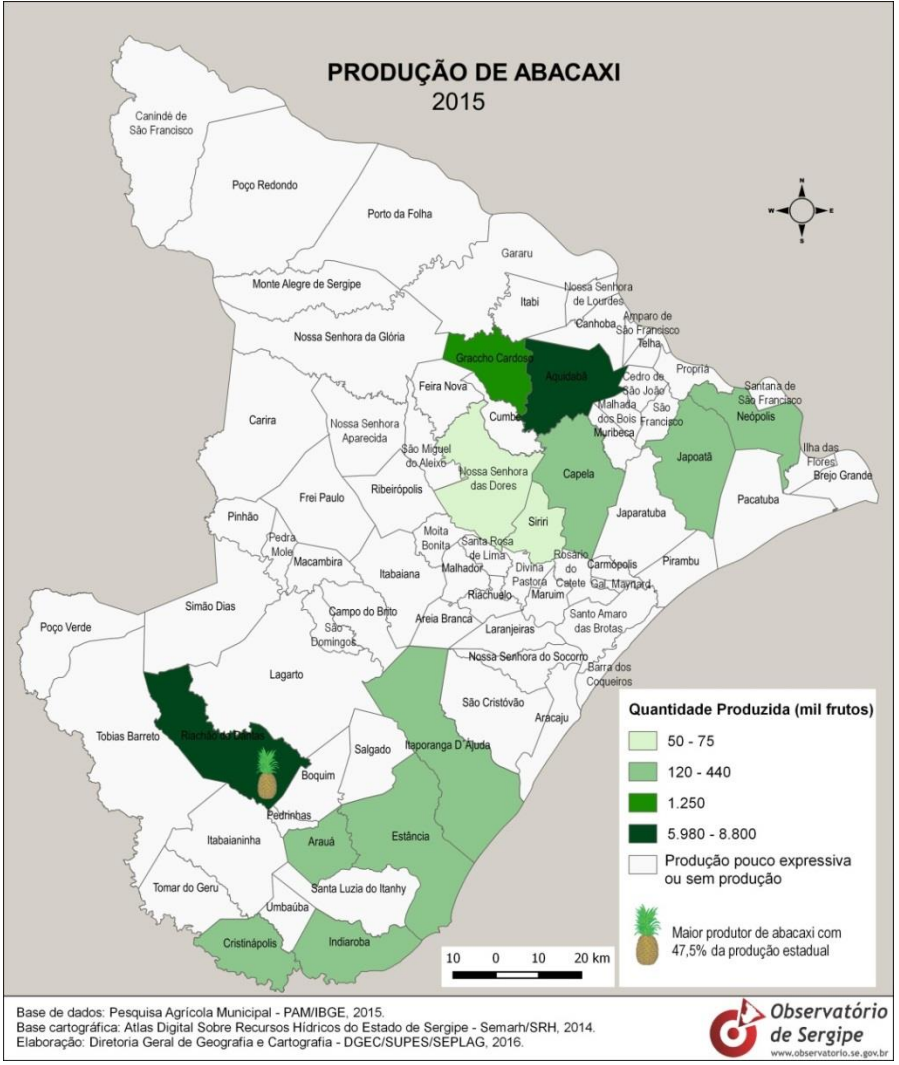 PRODUÇÃO DE ABACAXI
2015
Canindé de
São Francisco
Poço Redondo
Porto da Folha
N
W
E
S
Gararu
Monte Alegre de Sergipe
Nossa Senhora
de Lourdes
Itabi
Amparo de
São Francisco
Canhoba
Telha
Nossa Senhora da Glória
Graccho Cardoso
Aquidabã
Propriá
Cedro de
São João
Feira Nova
Santana de
São Francisco
Malhada
dos Bois
São
Francisco
Neópolis
Cumbe
Muribeca
Carira
Nossa Senhora
Aparecida
São Miguel
do Aleixo
Ilha das
Flores
Japoatã
Nossa Senhora
das Dores
Capela
Brejo Grande
Ribeirópolis
Frei Paulo
Pacatuba
Pinhão
Siriri
Japaratuba
Moita
Bonita
Pedra
Mole
Santa Rosa
de Lima
Macambira
Rosário
do
Catete
Carmópolis
Pirambu
Itabaiana
Malhador
Divina
Pastora
Gal. Maynard
Riachuelo
Maruim
Simão Dias
Campo do Brito
Santo Amaro
das Brotas
Poço Verde
São
Domingos
Areia Branca
Laranjeiras
Nossa Senhora do Socorro
Barra dos
Coqueiros
Lagarto
São Cristóvão
Aracaju
Tobias Barreto
Riachão do Dantas
Itaporanga D´Ajuda
Salgado
Boquim
Pedrinhas
Itabaianinha
Arauá
Estância
Tomar do Geru
Santa Luzia do Itanhy
Umbaúba
Cristinápolis
Indiaroba
Quantidade Produzida (mil frutos)
50 - 75
120 - 440
1.250
5.980 - 8.800
Produção pouco expressiva
ou sem produção
Maior produtor de abacaxi com
47,5% da produção estadual
10 0 10 20 km
Base de dados: Pesquisa Agrícola Municipal - PAM/IBGE, 2015.
Base cartográfica: Atlas Digital Sobre Recursos Hídricos do Estado de Sergipe - Semarh/SRH, 2014.
Elaboração: Diretoria Geral de Geografia e Cartografia - DGEC/SUPES/SEPLAG, 2016.
Observatório
de Sergipe
www.observatorio.se.gov.br